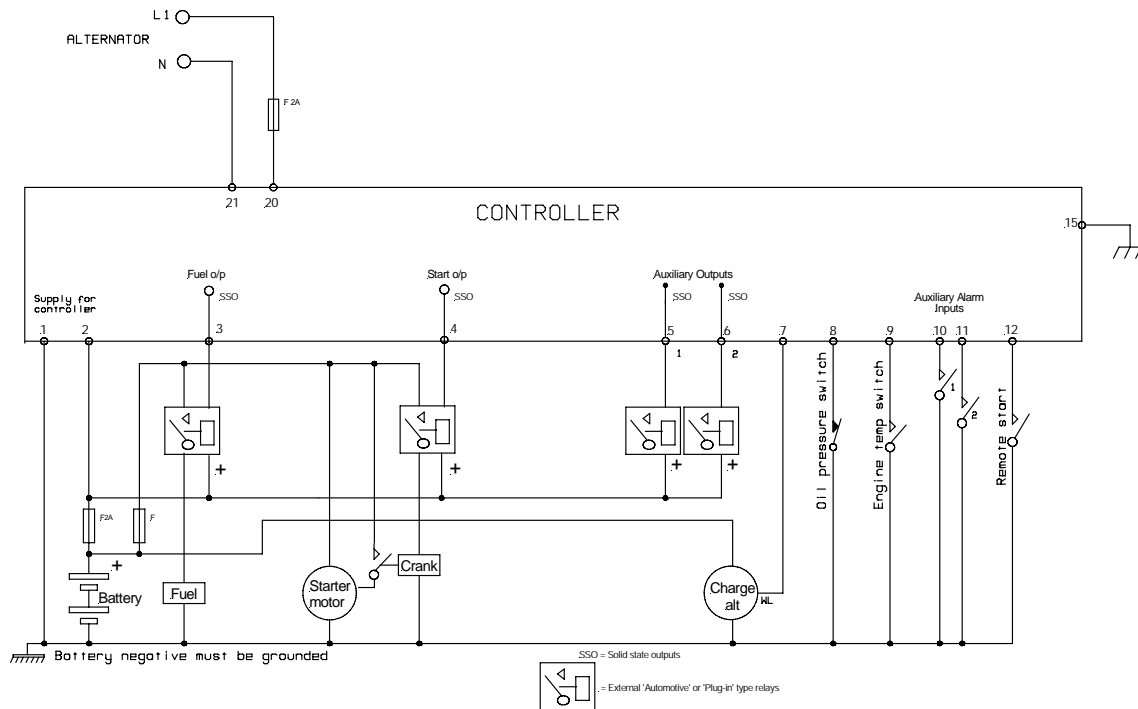 L1
ALTERNATOR
N
F 2A
21
20
CONTROLLER
15
Fuel o/p
SSO
Start o/p
SSO
Auxiliary Outputs
SSO
SSO
Auxiliary Alarm
Inputs
Supply for
controller
1
2
3
4
5
6
7
8
9
10
11
12
1
2
Oil pressure switch
Engine temp switch
1
2
Remote start
+
+
+
+
F2A
F
+
Battery
Fuel
Starter
motor
Crank
Charge
alt
WL
Battery negative must be grounded
SSO = Solid state outputs
= External 'Automotive' or 'Plug-in' type relays